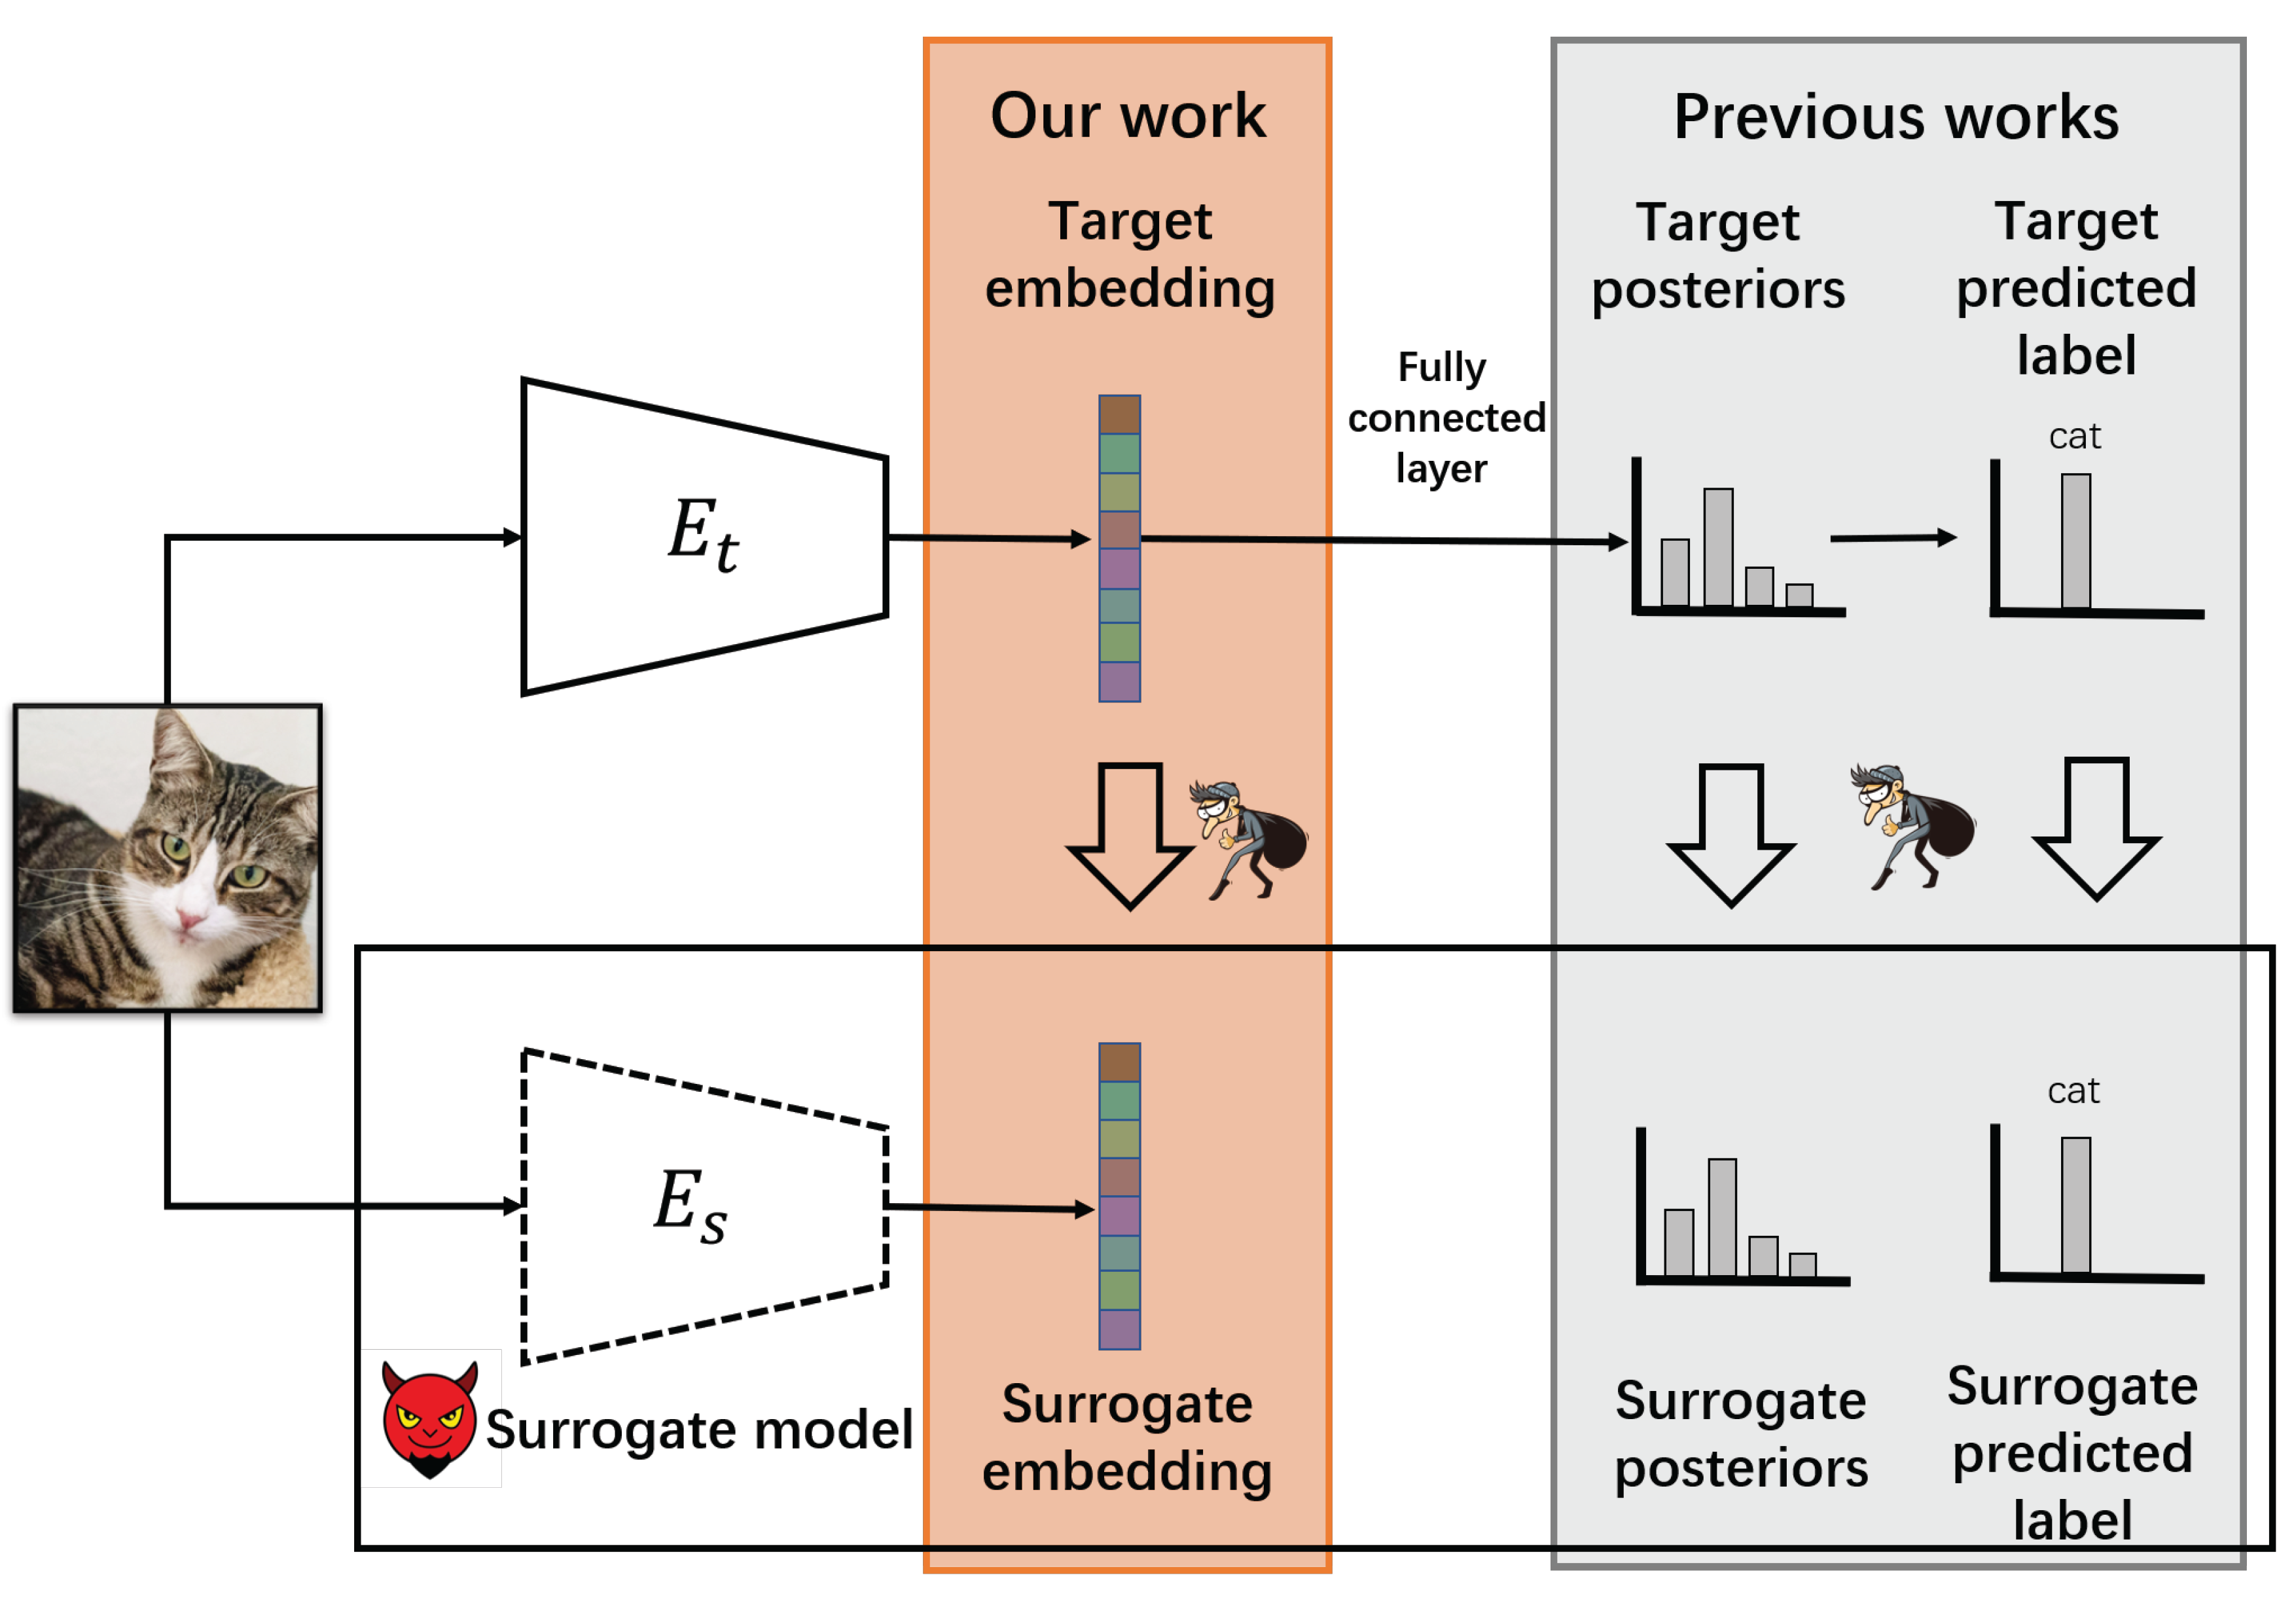 Our work
Target
embedding
Previous works
Target
posteriors
Target
predicted
label
Fully
connected
layer
cat
E_t
E_s
cat
Surrogate model
Surrogate
embedding
Surrogate
posteriors
Surrogate
predicted
label